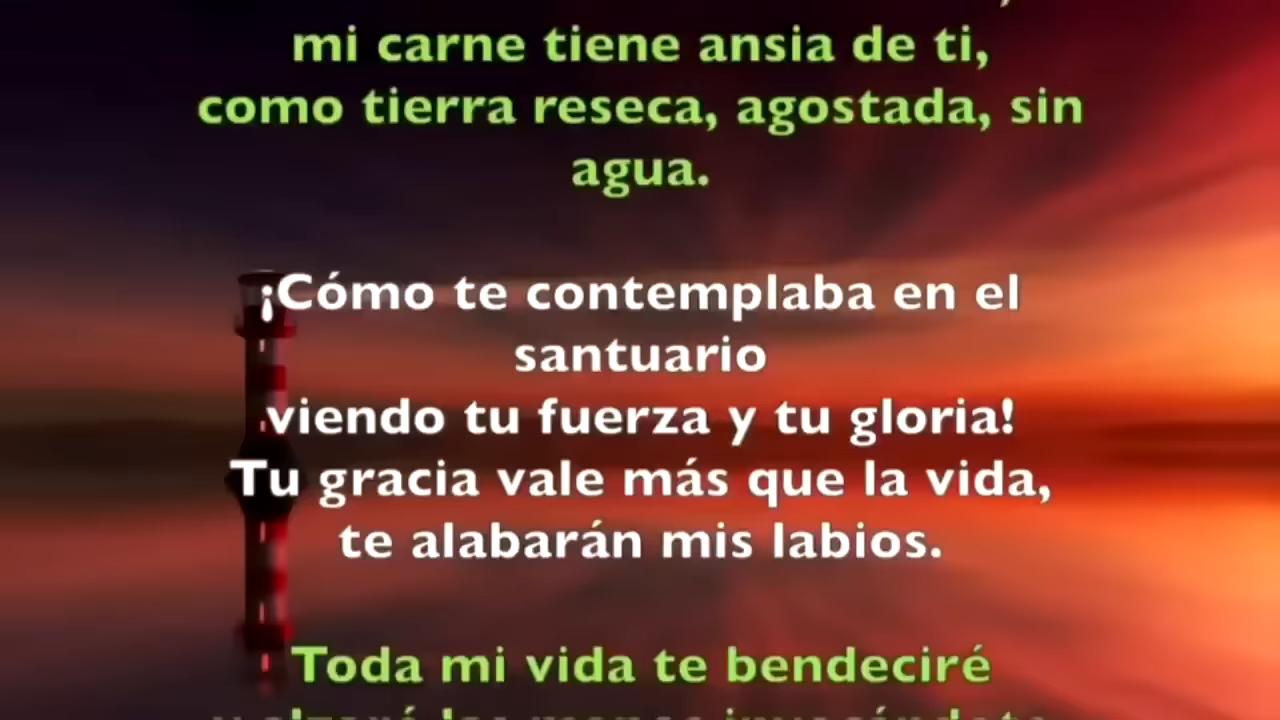 mi carne tiene ansia de ti,
como tierra reseca, agostada, sin
agua.
¡Cómo te contemplaba en el
santuario
viendo tu fuerza y tu gloria!
Tu gracia vale más que la vida,
te alabarán mis labios.
Toda mi vida te bendeciré